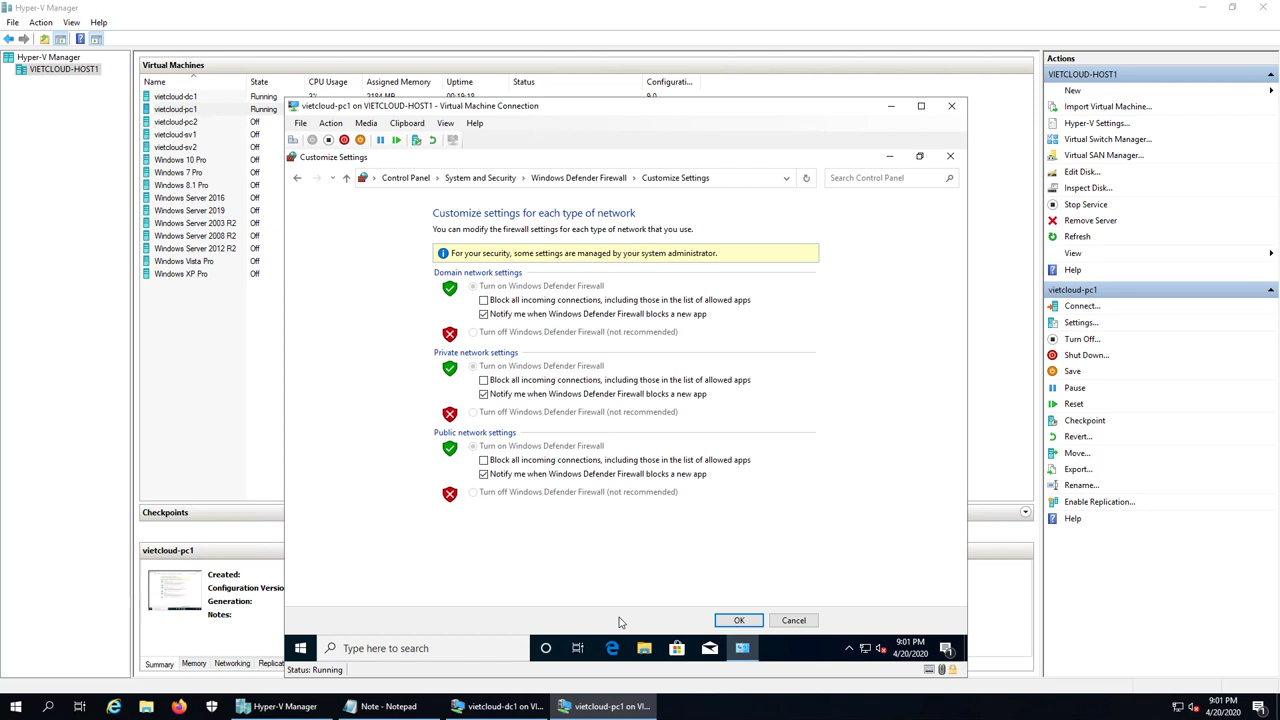 Hyper-V Manager
File Action View Help
Hyper-V Manager
VIETCLOUD-HOST1
Virtual Machines
Name State CPU Usage Assigned Memory Uptime Status Configurati...
vietcloud-dc1 Running 2184 MB 00:19:18 9.0
vietcloud-pc1 Running
vietcloud-pc2 Off
vietcloud-sv1 Off
vietcloud-sv2 Off
Windows 10 Pro Off
Windows 7 Pro Off
Windows 8.1 Pro Off
Windows Server 2016 Off
Windows Server 2019 Off
Windows Server 2003 R2 Off
Windows Server 2008 R2 Off
Windows Server 2012 R2 Off
Windows Vista Pro Off
Windows XP Pro Off
Checkpoints
vietcloud-pc1
Created:
Configuration Versio
Generation:
Notes:
Summary Memory Networking Replicat
vietcloud-pc1 on VIETCLOUD-HOST1 - Virtual Machine Connection
File Action Media Clipboard View Help
Customize Settings
Control Panel System and Security Windows Defender Firewall Customize Settings
Search Control Panel
Customize settings for each type of network
You can modify the firewall settings for each type of network that you use.
For your security, some settings are managed by your system administrator.
Domain network settings
Turn on Windows Defender Firewall
Block all incoming connections, including those in the list of allowed apps
Notify me when Windows Defender Firewall blocks a new app
Turn off Windows Defender Firewall (not recommended)
Private network settings
Turn on Windows Defender Firewall
Block all incoming connections, including those in the list of allowed apps
Notify me when Windows Defender Firewall blocks a new app
Turn off Windows Defender Firewall (not recommended)
Public network settings
Turn on Windows Defender Firewall
Block all incoming connections, including those in the list of allowed apps
Notify me when Windows Defender Firewall blocks a new app
Turn off Windows Defender Firewall (not recommended)
OK Cancel
Type here to search
9:01 PM
4/20/2020
1
Status: Running
Actions
VIETCLOUD-HOST1
New
Import Virtual Machine...
Hyper-V Settings...
Virtual Switch Manager...
Virtual SAN Manager...
Edit Disk...
Inspect Disk...
Stop Service
Remove Server
Refresh
View
Help
vietcloud-pc1
Connect...
Settings...
Turn Off...
Shut Down...
Save
Pause
Reset
Checkpoint
Revert...
Move...
Export...
Rename...
Enable Replication...
Help
Hyper-V Manager
Note - Notepad
vietcloud-dc1 on VI...
vietcloud-pc1 on VI...
9:01 PM
4/20/2020
1